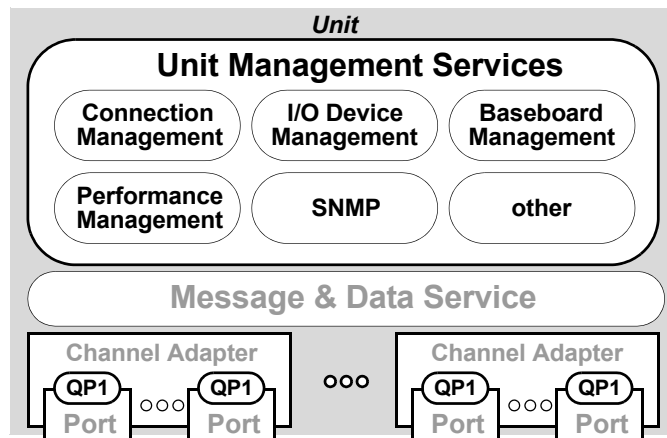 Unit
Unit Management Services
Connection
Management
I/O Device
Management
Baseboard
Management
Performance
Management
SNMP
other
Message & Data Service
Channel Adapter
QP1
QP1
Port
Port
Channel Adapter
QP1
QP1
Port
Port